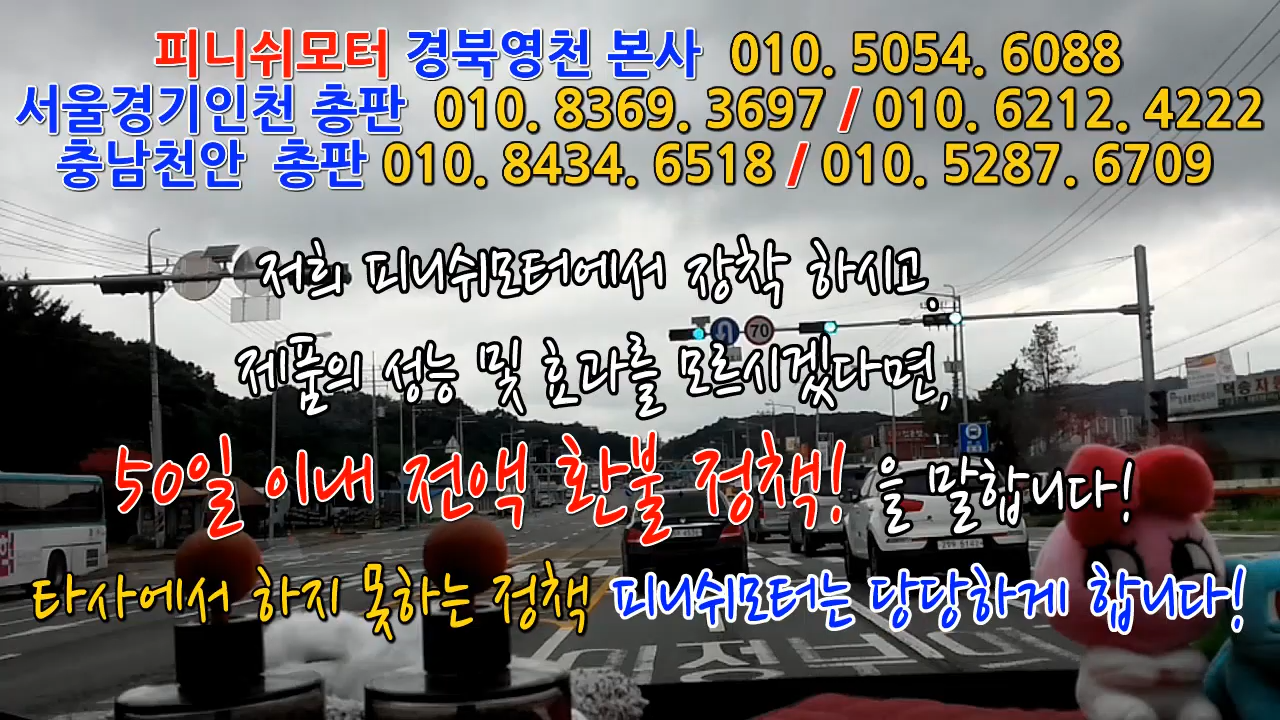 피니쉬모터 경북영천 본사 010. 5054. 6088
서울경기인천 총판 010. 8369. 3697 / 010. 6212. 4222
충남천안 총판 010. 8434. 6518 / 010. 5287. 6709
저희 피니쉬모터에서 장착 하시고.
제품의 성능 및 효과를 모르시겠다면,
50일 이내 전액 환불 정책! 을 말합니다!
타사에서 하지 못하는 정책 피니쉬모터는 당당하게 합니다!
70